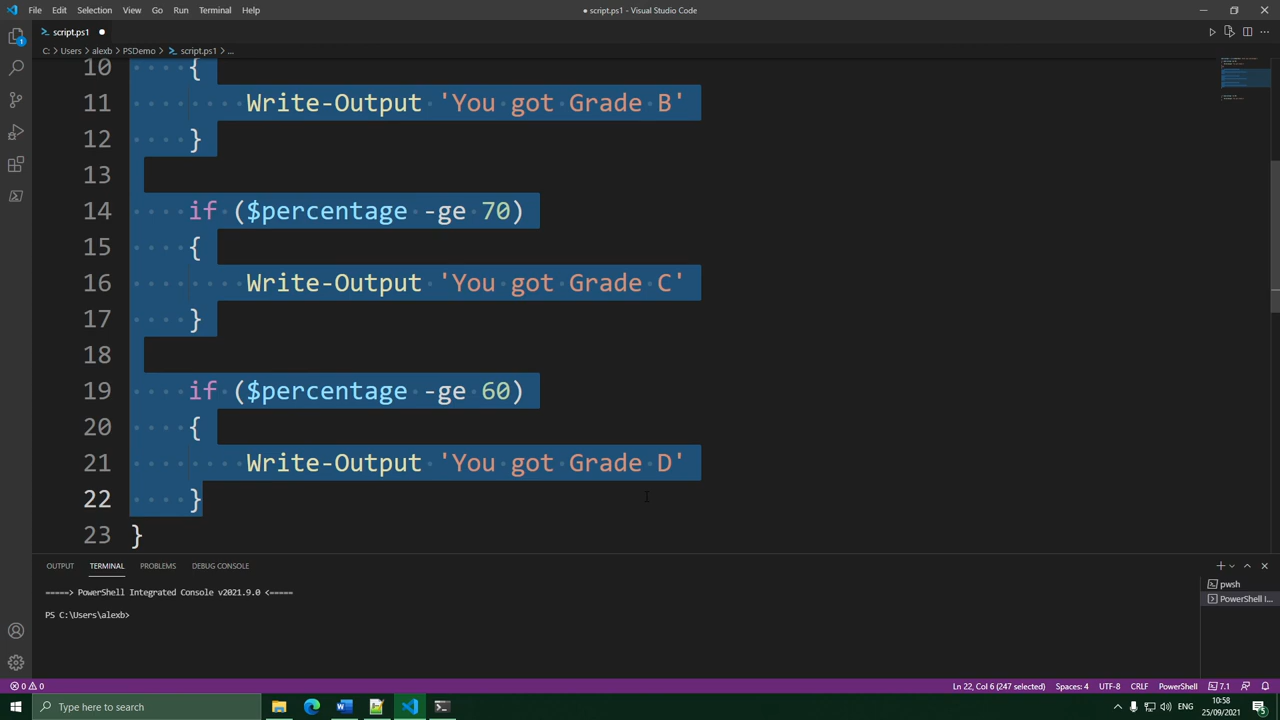 File Edit Selection View Go Run Terminal Help
● script.ps1 - Visual Studio Code
script.ps1 ●
C: > Users > alexb > PSDemo > script.ps1 > ...
10 {
11 Write-Output 'You got Grade B'
12 }
13
14 if ($percentage -ge 70)
15 {
16 Write-Output 'You got Grade C'
17 }
18
19 if ($percentage -ge 60)
20 {
21 Write-Output 'You got Grade D'
22 }
23 }
OUTPUT TERMINAL PROBLEMS DEBUG CONSOLE
=====> PowerShell Integrated Console v2021.9.0 <=====
PS C:\Users\alexb>
pwsh
PowerShell I...
0 0
Ln 22, Col 6 (247 selected) Spaces: 4 UTF-8 CRLF PowerShell 7.1
Type here to search
ENG
10:58
25/09/2021
1
5